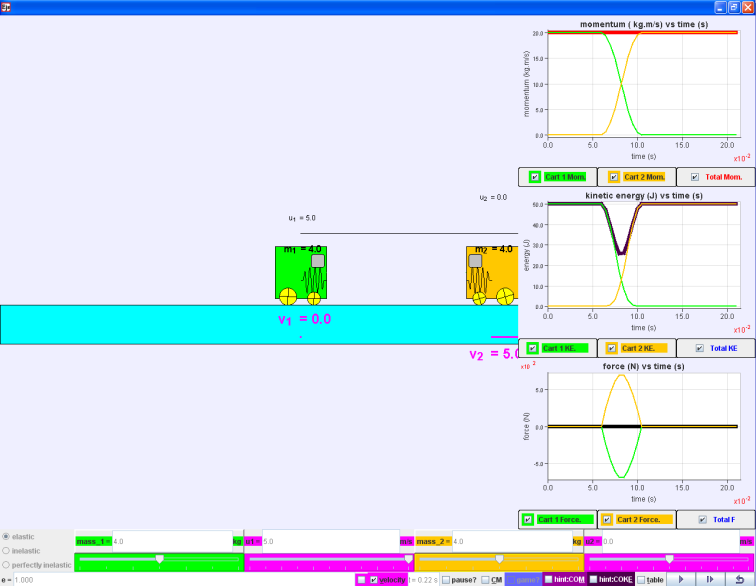 momentum ( kg.m/s) vs time (s)
20.0
15.0
10.0
5.0
0.0
momentum (kg.m/s)
0.0 5.0 10.0 15.0 20.0
time (s)
x10⁻²
Cart 1 Mom. Cart 2 Mom. Total Mom.
u₂ = 0.0
u₁ = 5.0
m₁ = 4.0 m₂ = 4.0
v₁ = 0.0
v₂ = 5.0
kinetic energy (J) vs time (s)
50.0
40.0
30.0
20.0
10.0
0.0
energy (J)
0.0 5.0 10.0 15.0 20.0
time (s)
x10⁻²
Cart 1 KE. Cart 2 KE. Total KE
force (N) vs time (s)
x10 2
5.0
0.0
-5.0
force (N)
0.0 5.0 10.0 15.0 20.0
time (s)
x10⁻²
Cart 1 Force. Cart 2 Force. Total F
elastic
inelastic
perfectly inelastic
mass_1 = 4.0 kg u1 = 5.0 m/s mass_2 = 4.0 kg u2 = 0.0 m/s
e = 1.000 velocity t = 0.22 s pause? CM game? hint:COM hint:COKE table